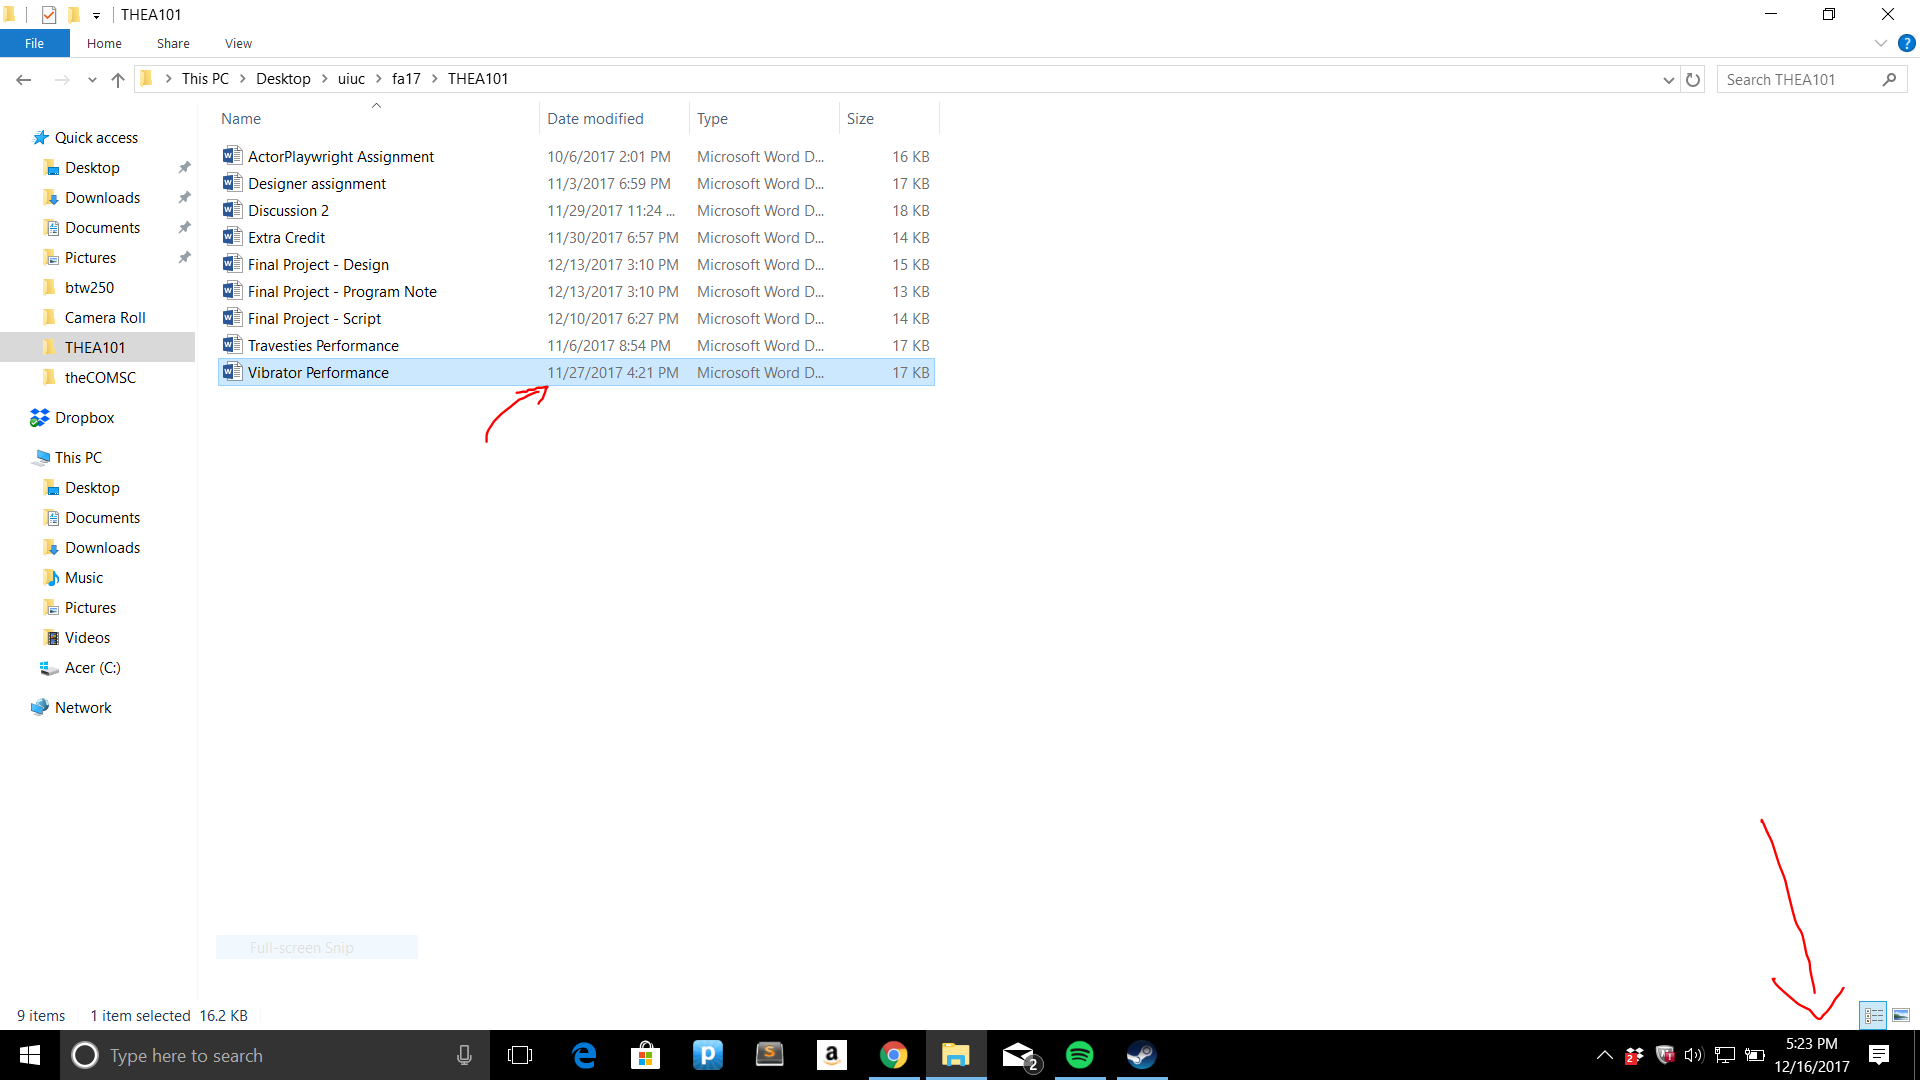 THEA101
File Home Share View
This PC > Desktop > uiuc > fa17 > THEA101
Search THEA101
Name Date modified Type Size
Quick access
Desktop
Downloads
Documents
Pictures
btw250
Camera Roll
THEA101
theCOMSC
Dropbox
This PC
Desktop
Documents
Downloads
Music
Pictures
Videos
Acer (C:)
Network
ActorPlaywright Assignment 10/6/2017 2:01 PM Microsoft Word D... 16 KB
Designer assignment 11/3/2017 6:59 PM Microsoft Word D... 17 KB
Discussion 2 11/29/2017 11:24 ... Microsoft Word D... 18 KB
Extra Credit 11/30/2017 6:57 PM Microsoft Word D... 14 KB
Final Project - Design 12/13/2017 3:10 PM Microsoft Word D... 15 KB
Final Project - Program Note 12/13/2017 3:10 PM Microsoft Word D... 13 KB
Final Project - Script 12/10/2017 6:27 PM Microsoft Word D... 14 KB
Travesties Performance 11/6/2017 8:54 PM Microsoft Word D... 17 KB
Vibrator Performance 11/27/2017 4:21 PM Microsoft Word D... 17 KB
Full-screen Snip
9 items 1 item selected 16.2 KB
Type here to search
2
2
5:23 PM
12/16/2017